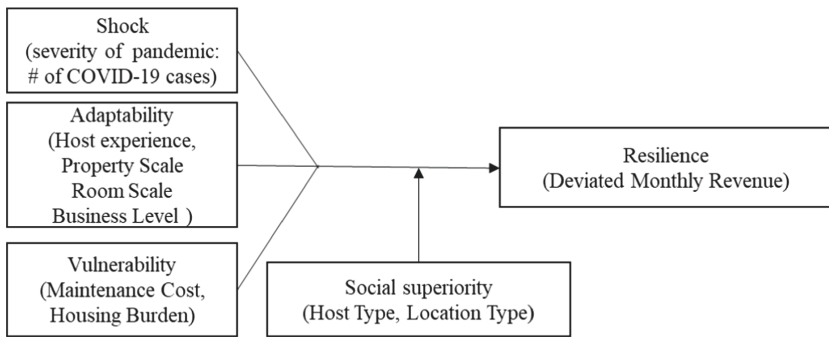 Shock
(severity of pandemic:
# of COVID-19 cases)
Adaptability
(Host experience,
Property Scale
Room Scale
Business Level )
Vulnerability
(Maintenance Cost,
Housing Burden)
Social superiority
(Host Type, Location Type)
Resilience
(Deviated Monthly Revenue)